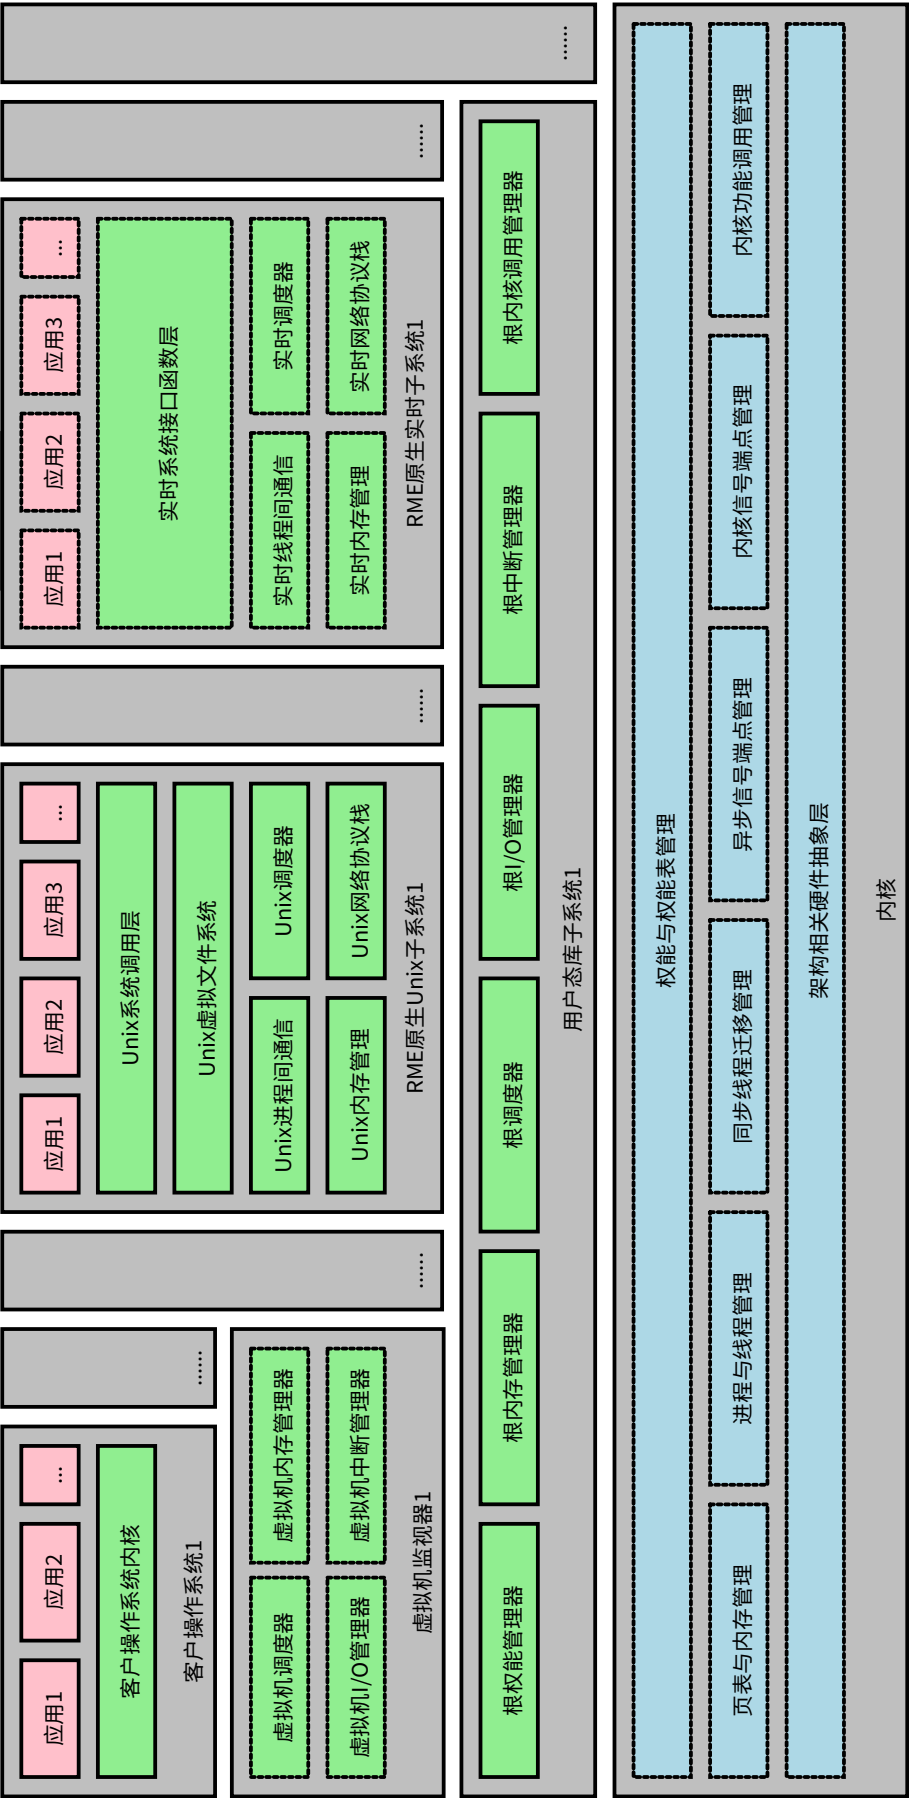 应用1
应用2
...
客户操作系统内核
客户操作系统1
......
虚拟机调度器
虚拟机内存管理器
虚拟机I/O管理器
虚拟机中断管理器
虚拟机监视器1
......
应用1
应用2
应用3
...
Unix系统调用层
Unix虚拟文件系统
Unix进程间通信
Unix调度器
Unix内存管理
Unix网络协议栈
RME原生Unix子系统1
......
应用1
应用2
应用3
...
实时系统接口函数层
实时线程间通信
实时调度器
实时内存管理
实时网络协议栈
RME原生实时子系统1
......
根权能管理器
根内存管理器
根调度器
根I/O管理器
根中断管理器
根内核调用管理器
用户态库子系统1
......
权能与权能表管理
页表与内存管理
进程与线程管理
同步线程迁移管理
异步信号端点管理
内核信号端点管理
内核功能调用管理
架构相关硬件抽象层
内核